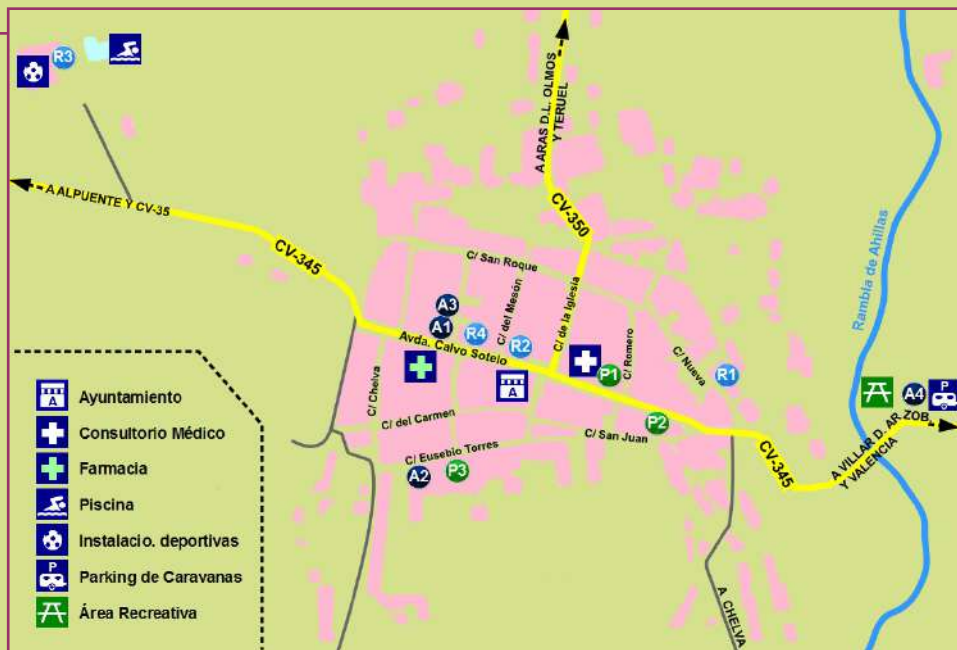 R3
A ARAS D.L. OLMOS
Y TERUEL
A ALPUENTE Y CV-35
CV-345
CV-350
C/ San Roque
C/ del Mesón
C/ de la Iglesia
Rambla de Ahillas
A3
A1
R4
R2
Avda. Calvo Sotelo
C/ Chelva
A
P1
C/ Romero
C/ Nueva
R1
A4
P
C/ del Carmen
P2
C/ San Juan
C/ Eusebio Torres
A2
P3
CV-345
A VILLAR D. ARZOB.
Y VALENCIA
A CHELVA
A
Ayuntamiento
Consultorio Médico
Farmacia
Piscina
Instalacio. deportivas
P
Parking de Caravanas
Área Recreativa